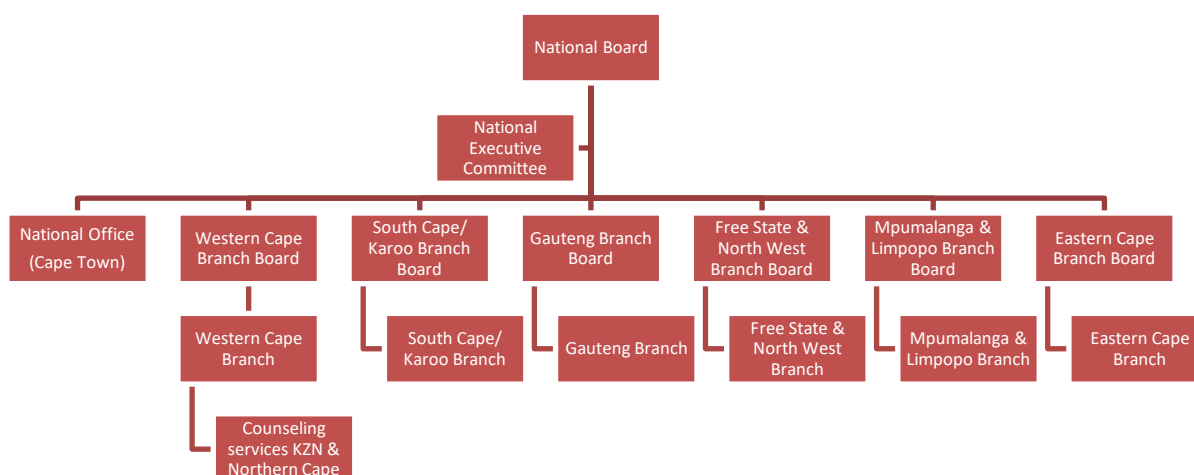 National Board
National
Executive
Committee
National Office
(Cape Town)
Western Cape
Branch Board
South Cape/
Karoo Branch
Board
Gauteng Branch
Board
Free State &
North West
Branch Board
Mpumalanga &
Limpopo Branch
Board
Eastern Cape
Branch Board
Western Cape
Branch
South Cape/
Karoo Branch
Gauteng Branch
Free State &
North West
Branch
Mpumalanga &
Limpopo Branch
Eastern Cape
Branch
Counseling
services KZN &
Northern Cape